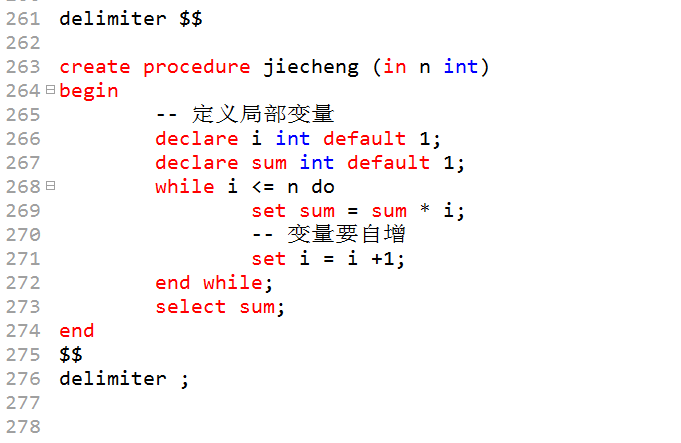 261 delimiter $$
262
263 create procedure jiecheng (in n int)
264 begin
265 -- 定义局部变量
266 declare i int default 1;
267 declare sum int default 1;
268 while i <= n do
269 set sum = sum * i;
270 -- 变量要自增
271 set i = i +1;
272 end while;
273 select sum;
274 end
275 $$
276 delimiter ;
277
278